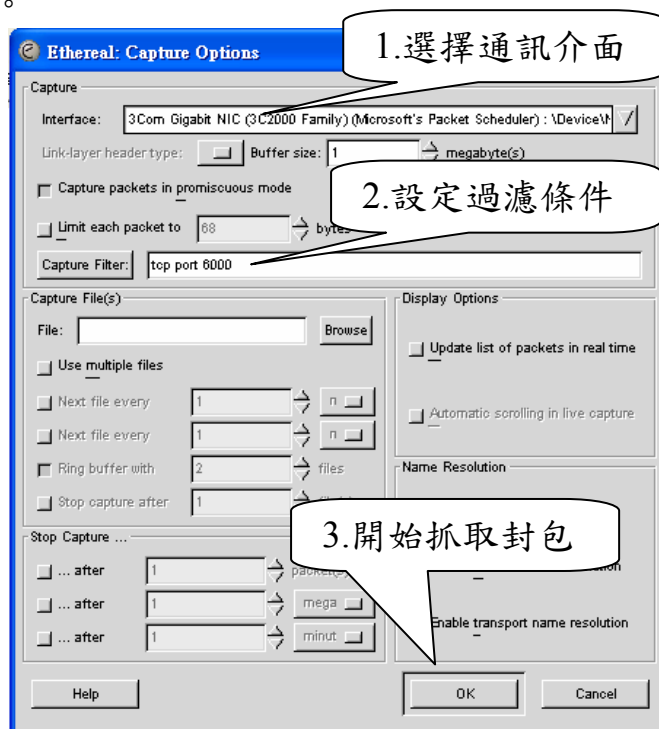 。
Ethereal: Capture Options
1.選擇通訊介面
Capture
Interface: 3Com Gigabit NIC (3C2000 Family) (Microsoft's Packet Scheduler) : \Device\N
Link-layer header type: Buffer size: 1 megabyte(s)
Capture packets in promiscuous mode
2.設定過濾條件
Limit each packet to 68 bytes
Capture Filter: tcp port 6000
Capture File(s)
File: Browse
Use multiple files
Next file every 1 n
Next file every 1 n
Ring buffer with 2 files
Stop capture after 1
Display Options
Update list of packets in real time
Automatic scrolling in live capture
Name Resolution
3.開始抓取封包
Stop Capture ...
... after 1
... after 1 mega
... after 1 minut
Enable transport name resolution
Help OK Cancel